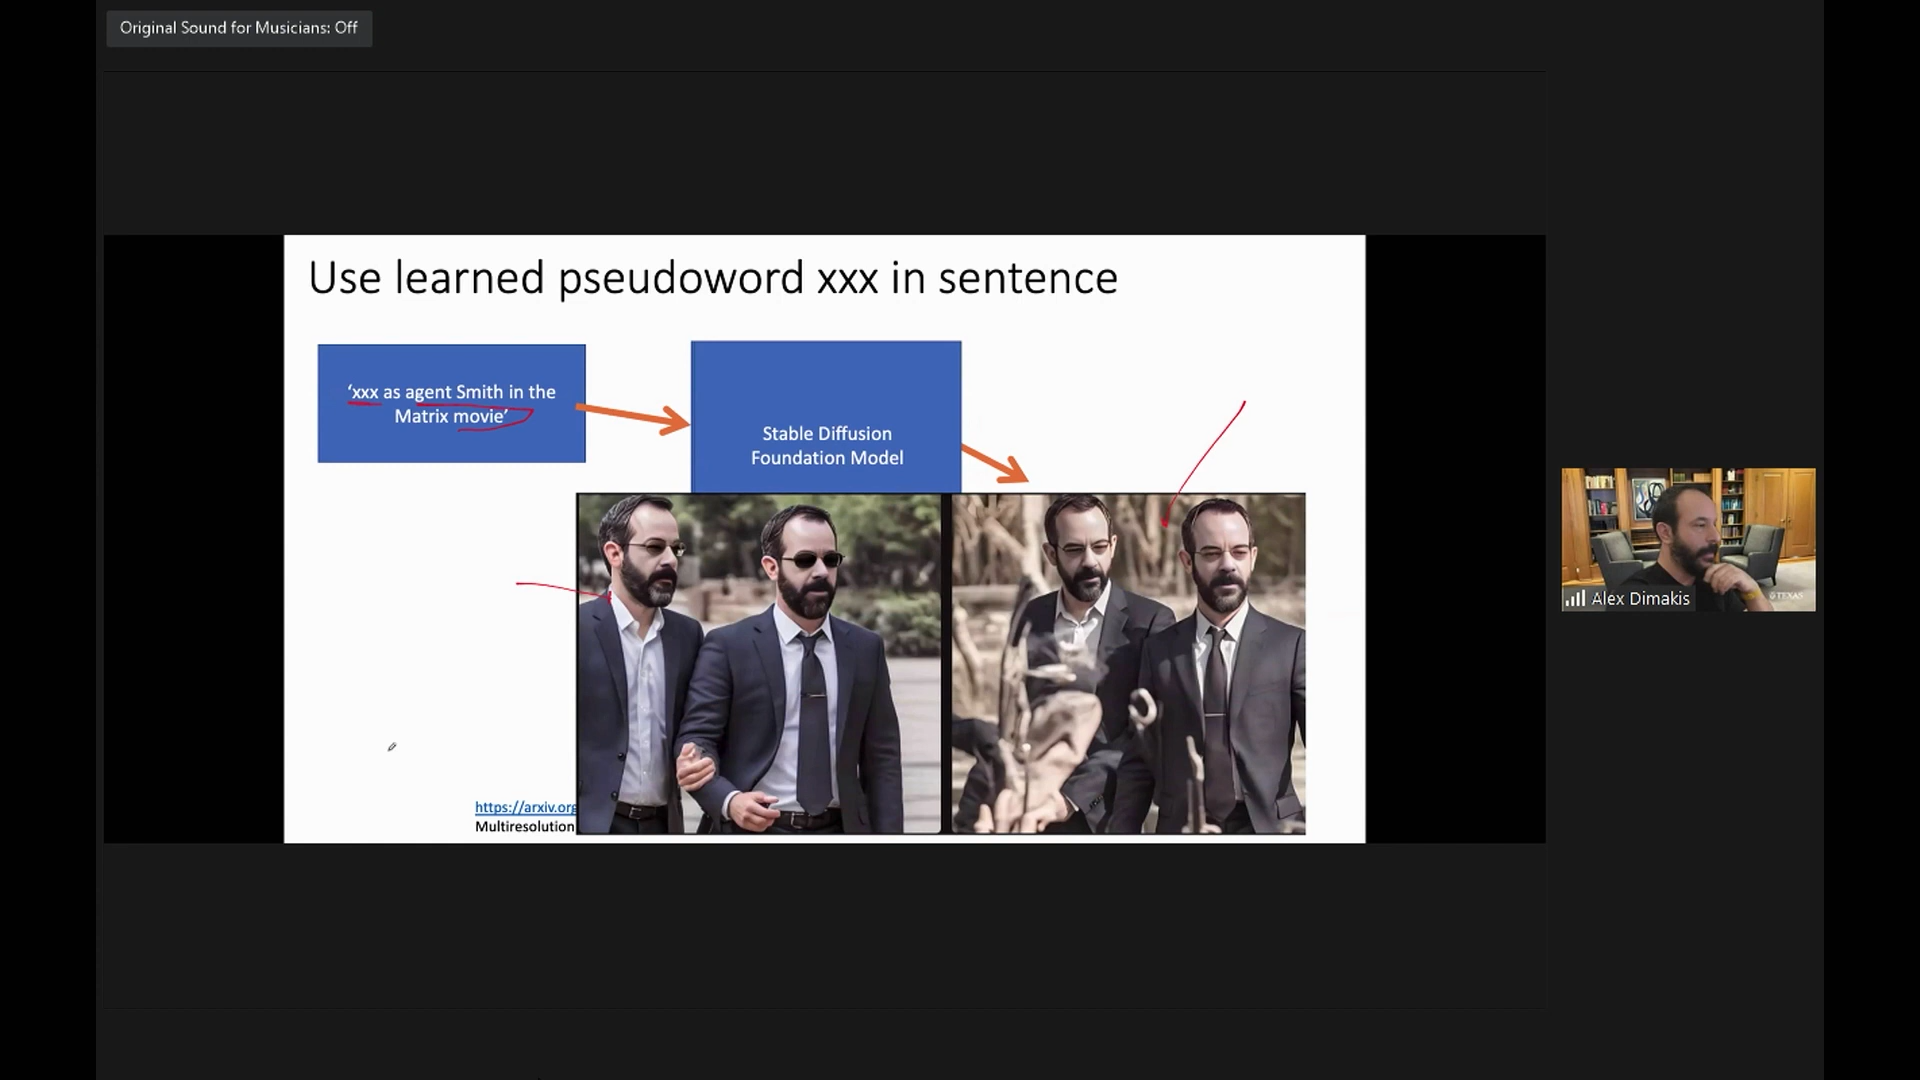 Original Sound for Musicians: Off
Use learned pseudoword xxx in sentence
‘xxx as agent Smith in the
Matrix movie’
Stable Diffusion
Foundation Model
https://arxiv.org
Multiresolution
Alex Dimakis
TEXAS